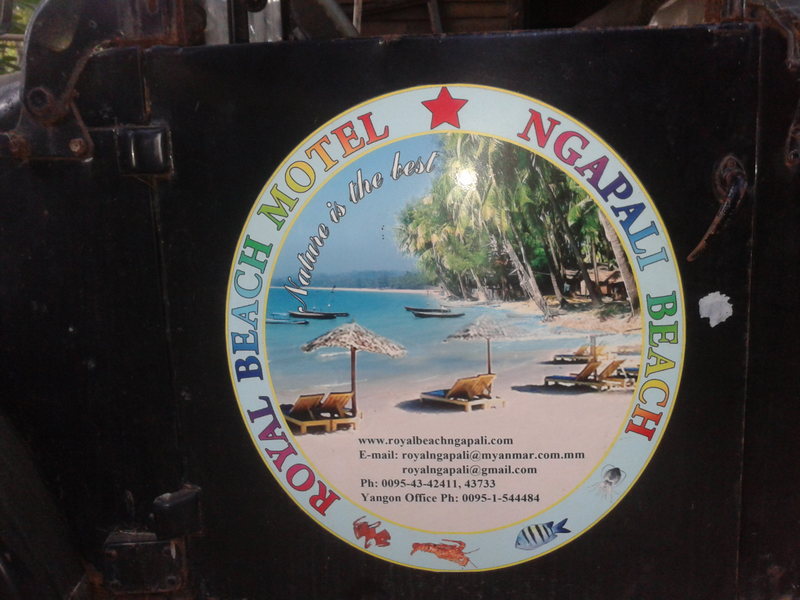 ROYAL BEACH MOTEL ★ NGAPALI BEACH
Nature is the best
www.royalbeachngapali.com
E-mail: royalngapali@myanmar.com.mm
royalngapali@gmail.com
Ph: 0095-43-42411, 43733
Yangon Office Ph: 0095-1-544484